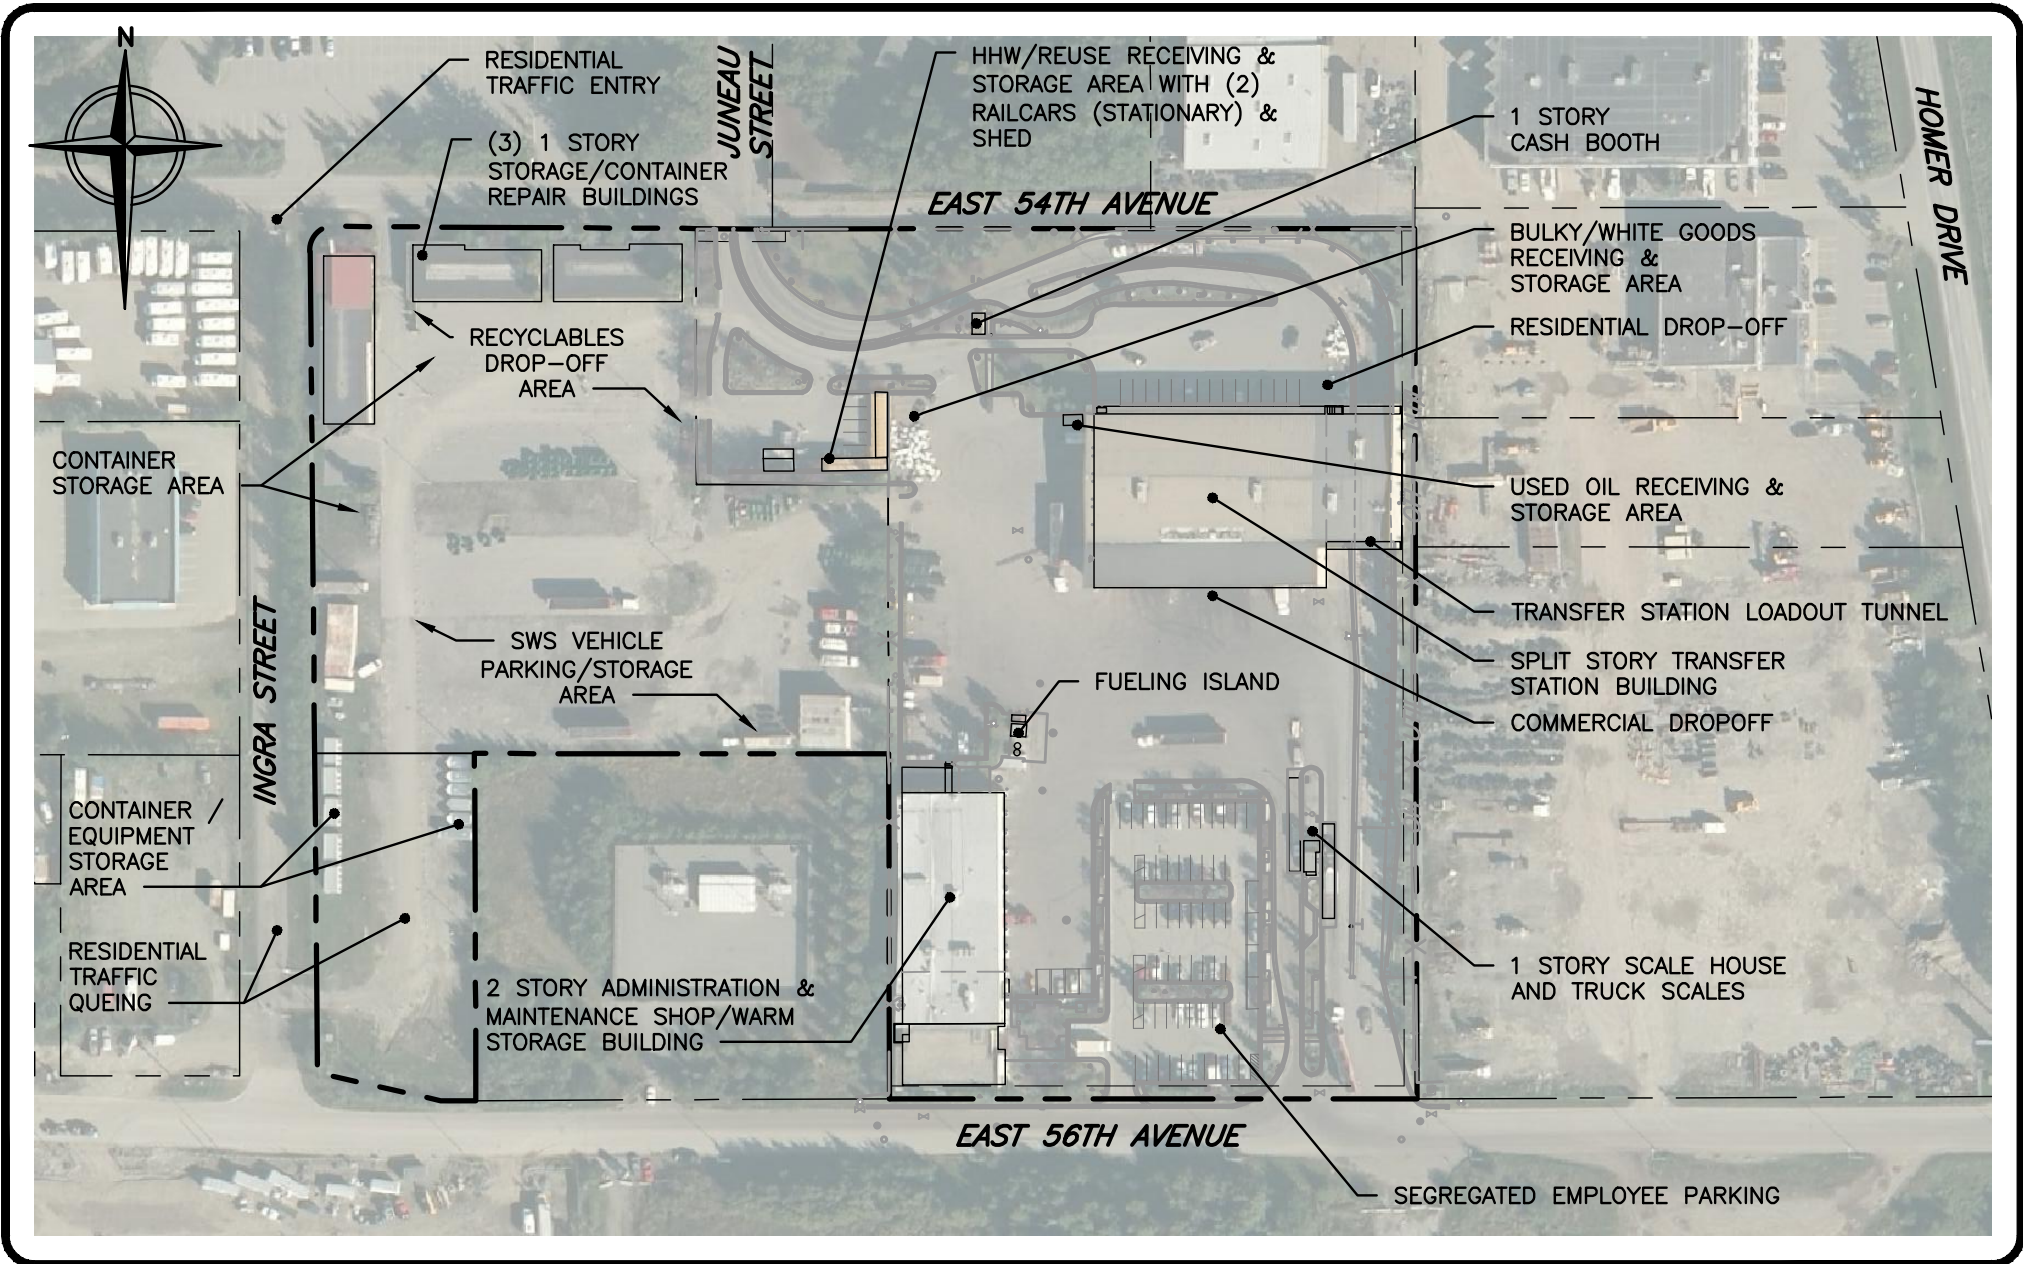 N
RESIDENTIAL
TRAFFIC ENTRY
(3) 1 STORY
STORAGE/CONTAINER
REPAIR BUILDINGS
JUNEAU
STREET
HHW/REUSE RECEIVING &
STORAGE AREA WITH (2)
RAILCARS (STATIONARY) &
SHED
1 STORY
CASH BOOTH
HOMER DRIVE
EAST 54TH AVENUE
BULKY/WHITE GOODS
RECEIVING &
STORAGE AREA
RESIDENTIAL DROP-OFF
RECYCLABLES
DROP-OFF
AREA
CONTAINER
STORAGE AREA
USED OIL RECEIVING &
STORAGE AREA
INGRA STREET
SWS VEHICLE
PARKING/STORAGE
AREA
TRANSFER STATION LOADOUT TUNNEL
SPLIT STORY TRANSFER
STATION BUILDING
FUELING ISLAND
COMMERCIAL DROPOFF
8
CONTAINER /
EQUIPMENT
STORAGE
AREA
RESIDENTIAL
TRAFFIC
QUEING
2 STORY ADMINISTRATION &
MAINTENANCE SHOP/WARM
STORAGE BUILDING
1 STORY SCALE HOUSE
AND TRUCK SCALES
EAST 56TH AVENUE
SEGREGATED EMPLOYEE PARKING